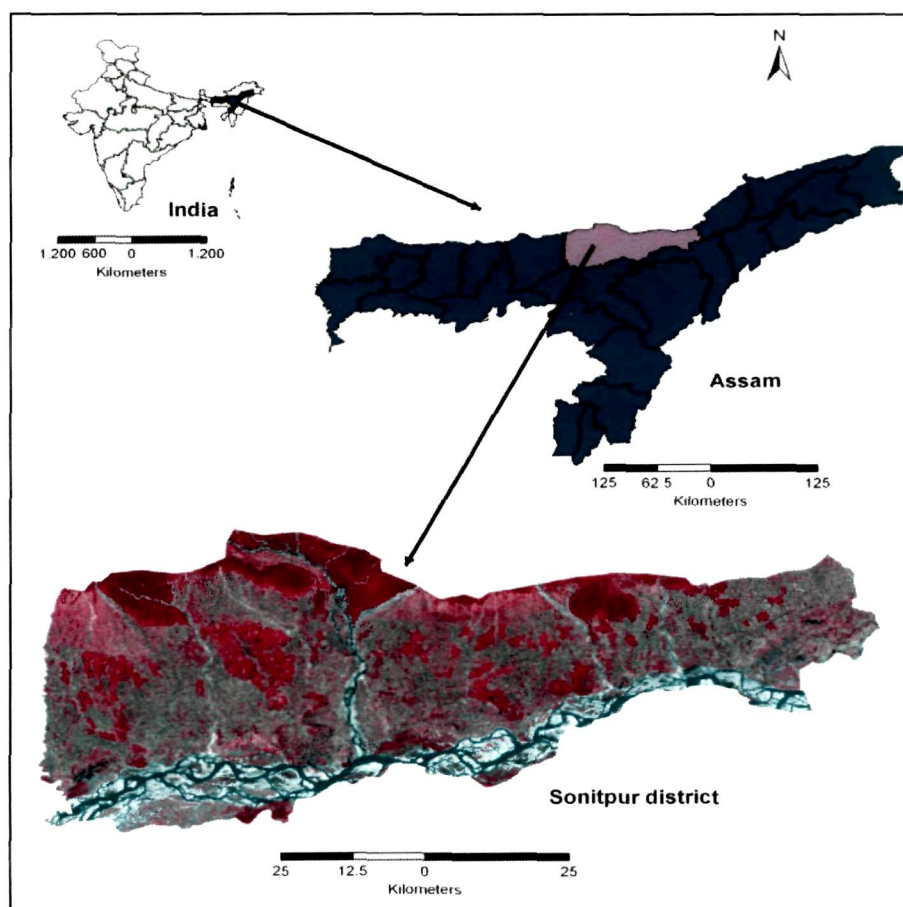 N
India
1.200 600 0 1.200
Kilometers
Assam
125 62 5 0 125
Kilometers
Sonitpur district
25 12.5 0 25
Kilometers